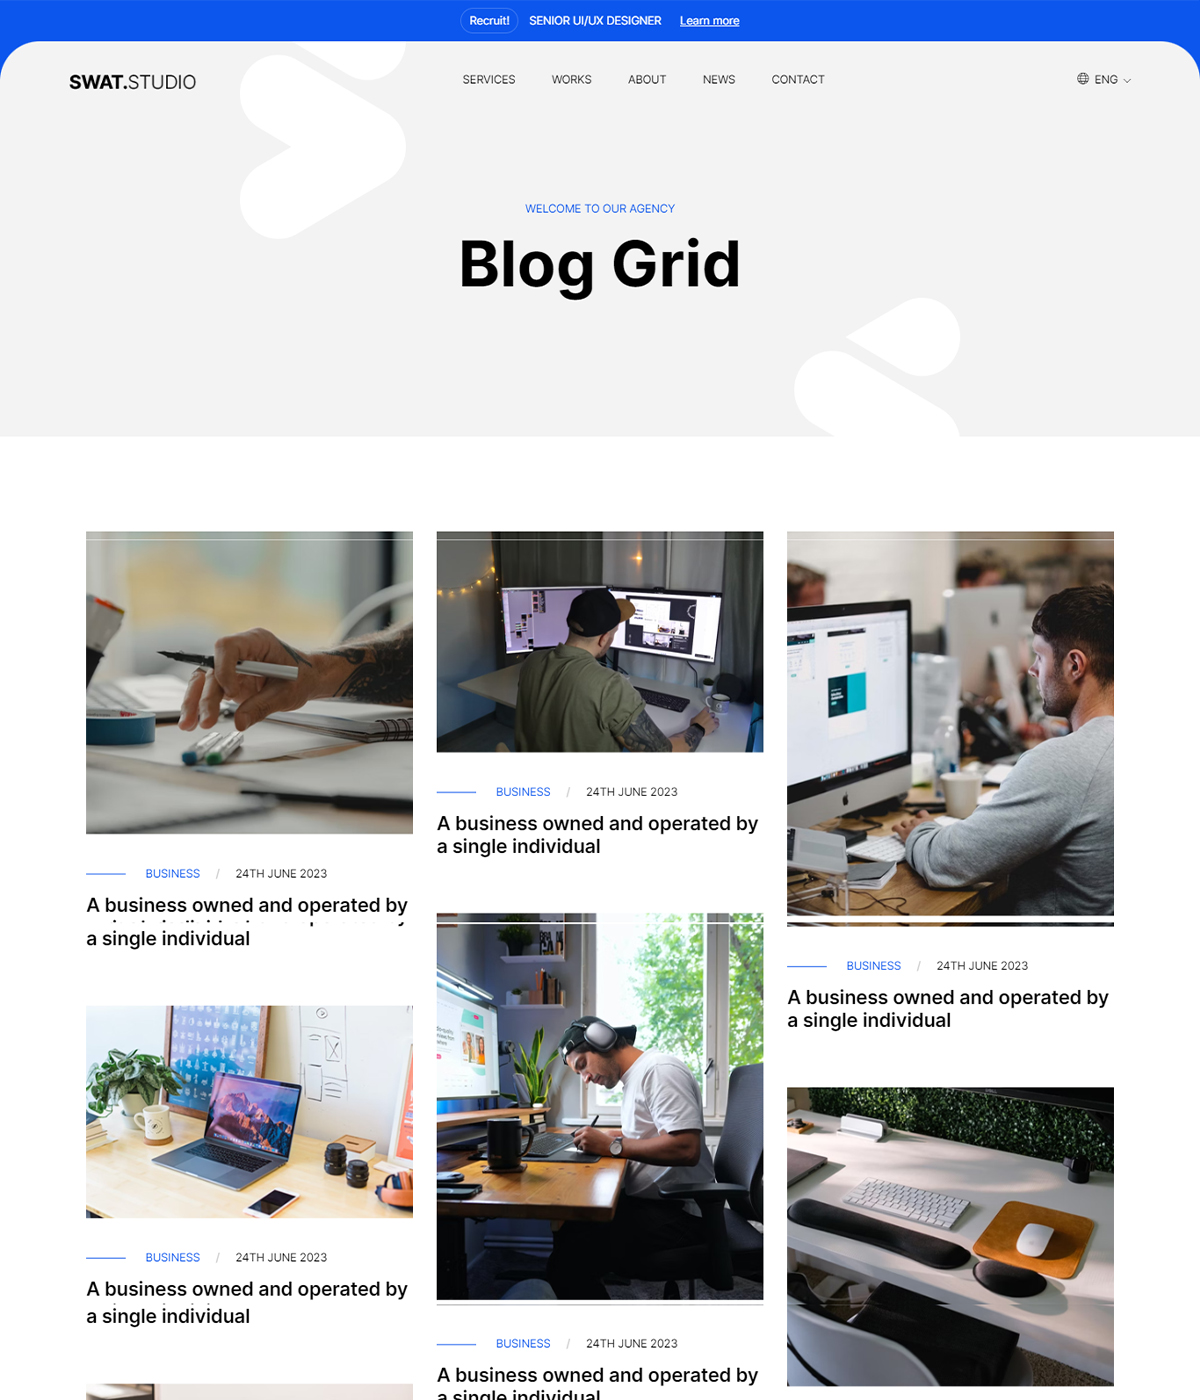 Recruit! SENIOR UI/UX DESIGNER Learn more
SWAT.STUDIO SERVICES WORKS ABOUT NEWS CONTACT ENG
WELCOME TO OUR AGENCY
Blog Grid
BUSINESS / 24TH JUNE 2023
A business owned and operated by
a single individual
BUSINESS / 24TH JUNE 2023
A business owned and operated by
a single individual
BUSINESS / 24TH JUNE 2023
A business owned and operated by
a single individual
BUSINESS / 24TH JUNE 2023
A business owned and operated by
a single individual
BUSINESS / 24TH JUNE 2023
A business owned and operated by
a single individual